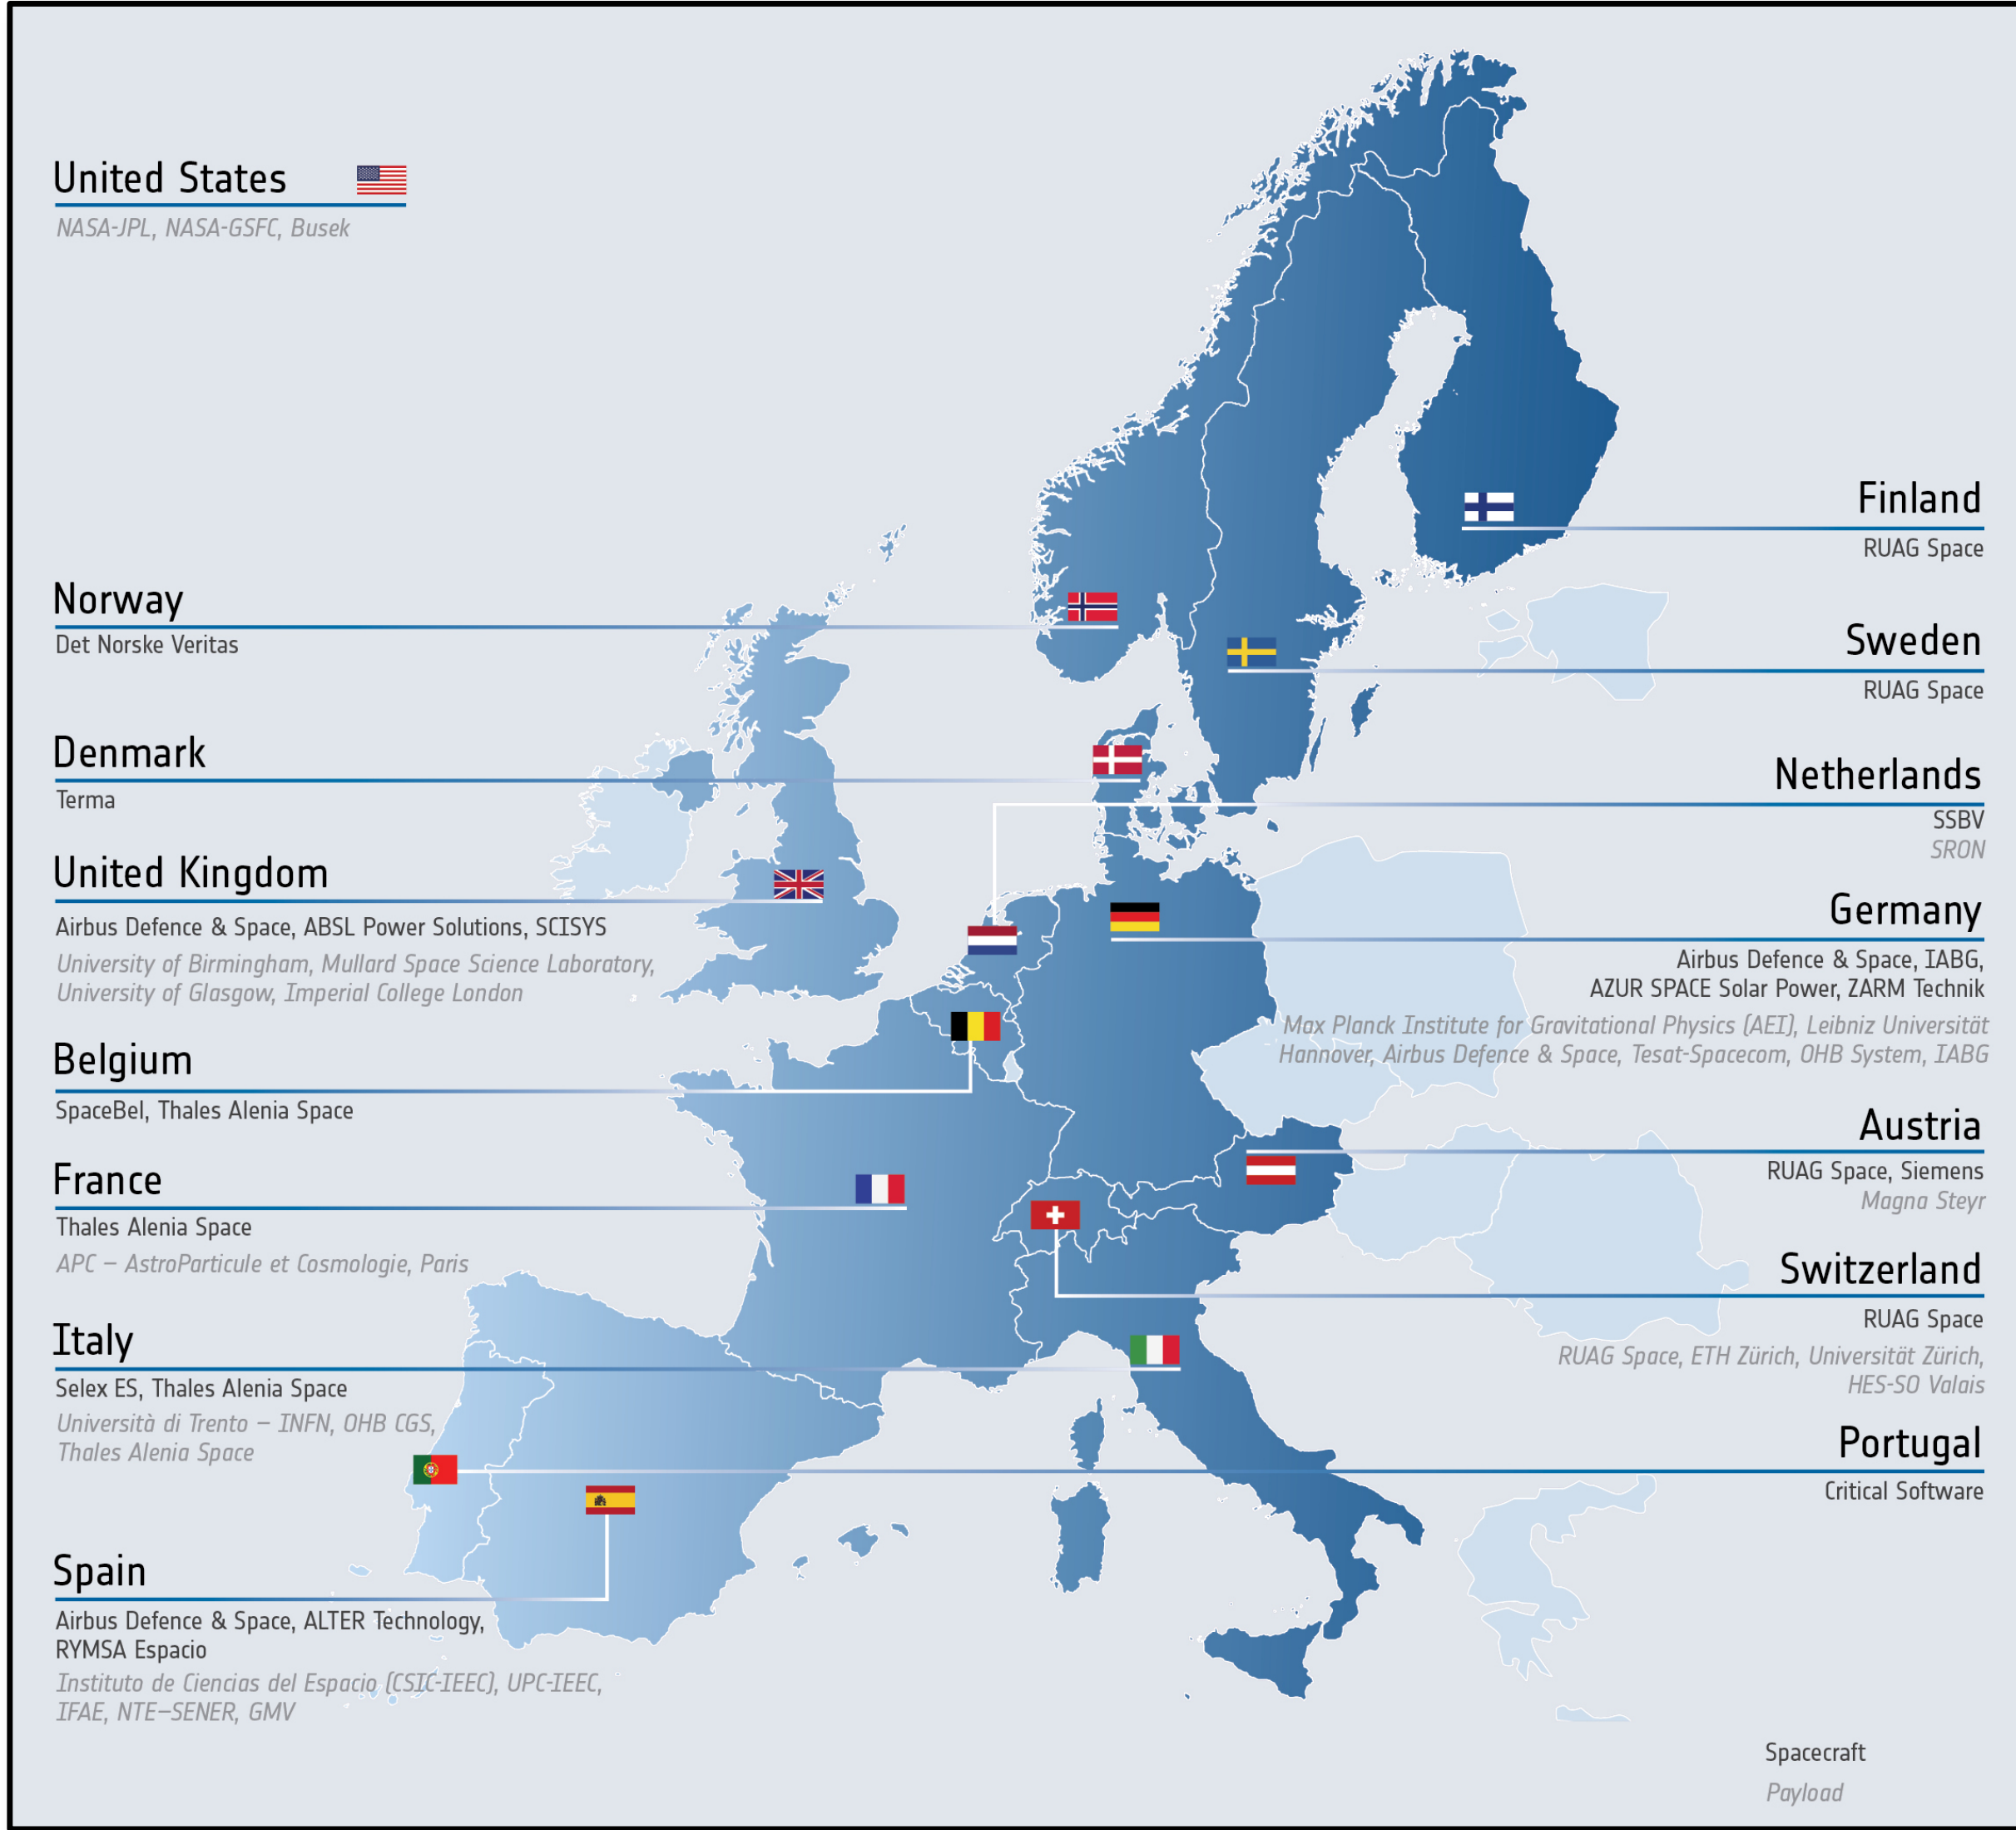 United States
NASA-JPL, NASA-GSFC, Busek
Norway
Det Norske Veritas
Denmark
Terma
United Kingdom
Airbus Defence & Space, ABSL Power Solutions, SCISYS
University of Birmingham, Mullard Space Science Laboratory,
University of Glasgow, Imperial College London
Belgium
SpaceBel, Thales Alenia Space
France
Thales Alenia Space
APC – AstroParticule et Cosmologie, Paris
Italy
Selex ES, Thales Alenia Space
Università di Trento – INFN, OHB CGS,
Thales Alenia Space
Spain
Airbus Defence & Space, ALTER Technology,
RYMSA Espacio
Instituto de Ciencias del Espacio (CSIC-IEEC), UPC-IEEC,
IFAE, NTE–SENER, GMV
Finland
RUAG Space
Sweden
RUAG Space
Netherlands
SSBV
SRON
Germany
Airbus Defence & Space, IABG,
AZUR SPACE Solar Power, ZARM Technik
Max Planck Institute for Gravitational Physics (AEI), Leibniz Universität
Hannover, Airbus Defence & Space, Tesat-Spacecom, OHB System, IABG
Austria
RUAG Space, Siemens
Magna Steyr
Switzerland
RUAG Space
RUAG Space, ETH Zürich, Universität Zürich,
HES-SO Valais
Portugal
Critical Software
Spacecraft
Payload